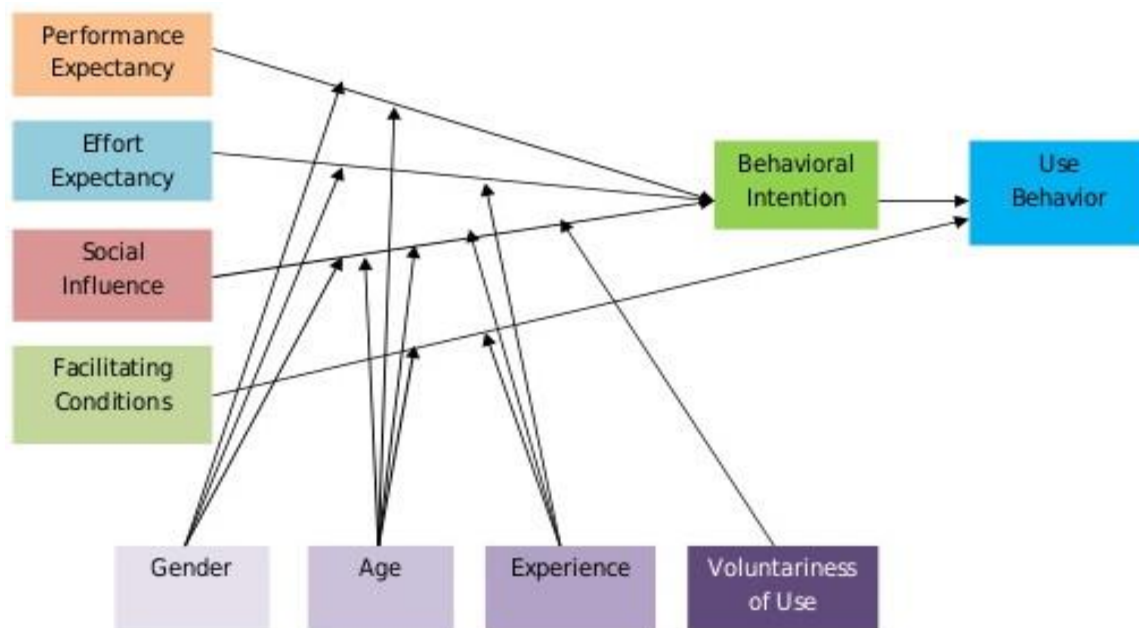 Performance
Expectancy
Effort
Expectancy
Social
Influence
Facilitating
Conditions
Behavioral
Intention
Use
Behavior
Gender
Age
Experience
Voluntariness
of Use